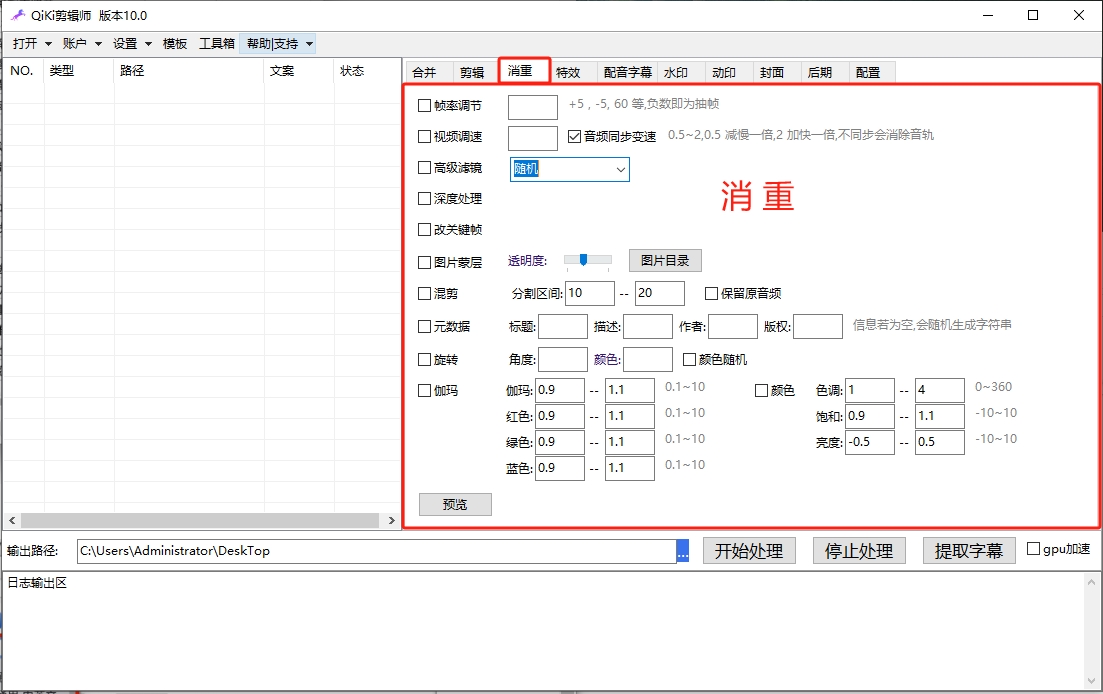 QiKi剪辑师 版本10.0
打开 账户 设置 模板 工具箱 帮助|支持
NO. 类型 路径 文案 状态
合并 剪辑 消重 特效 配音字幕 水印 动印 封面 后期 配置
帧率调节 +5 , -5, 60 等,负数即为抽帧
视频调速 音频同步变速 0.5~2,0.5 减慢一倍,2 加快一倍,不同步会消除音轨
高级滤镜 随机
消 重
深度处理
改关键帧
图片蒙层 透明度: 图片目录
混剪 分割区间: 10 -- 20 保留原音频
元数据 标题: 描述: 作者: 版权: 信息若为空,会随机生成字符串
旋转 角度: 颜色: 颜色随机
伽玛 伽玛: 0.9 -- 1.1 0.1~10 颜色 色调: 1 -- 4 0~360
红色: 0.9 -- 1.1 0.1~10 饱和: 0.9 -- 1.1 -10~10
绿色: 0.9 -- 1.1 0.1~10 亮度: -0.5 -- 0.5 -10~10
蓝色: 0.9 -- 1.1 0.1~10
预览
输出路径: C:\Users\Administrator\DeskTop ... 开始处理 停止处理 提取字幕 gpu加速
日志输出区